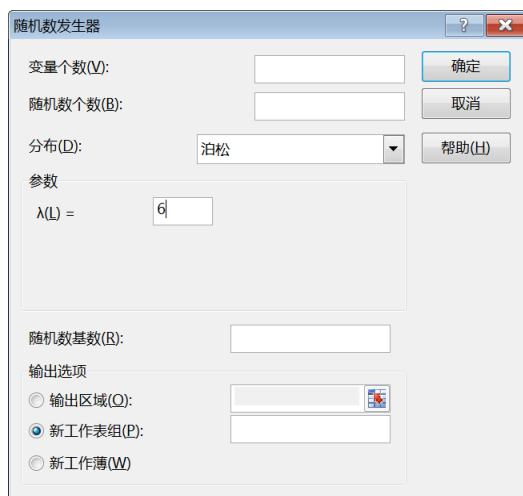 随机数发生器
变量个数(V):
确定
随机数个数(B):
取消
分布(D):
泊松
帮助(H)
参数
λ(L) =
6
随机数基数(R):
输出选项
输出区域(O):
新工作表组(P):
新工作薄(W)